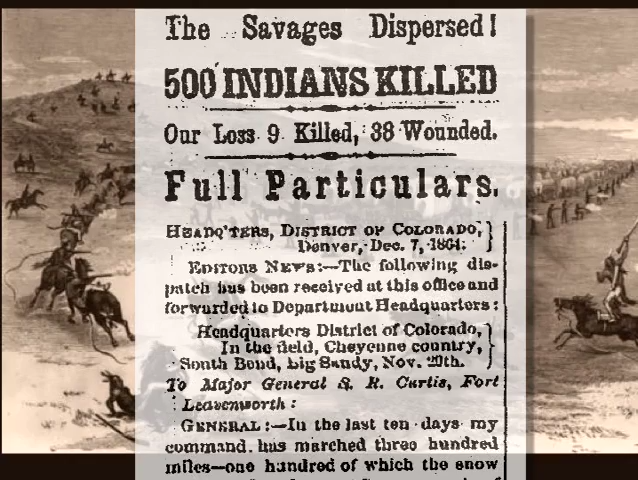 The Savages Dispersed!
500 INDIANS KILLED
Our Loss 9 Killed, 38 Wounded.
Full Particulars.
HEADQ'TERS, DISTRICT OF COLORADO,
Denver, Dec. 7, 1864:
EDITORS NEWS:—The following dis-
patch has been received at this office and
forwarded to Department Headquarters:
Headquarters District of Colorado,
In the field, Cheyenne country,
South Bend, big Sandy, Nov. 29th.
To Major General S. R. Curtis, Fort
Leavenworth:
GENERAL:—In the last ten days my
command has marched three hundred
miles—one hundred of which the snow